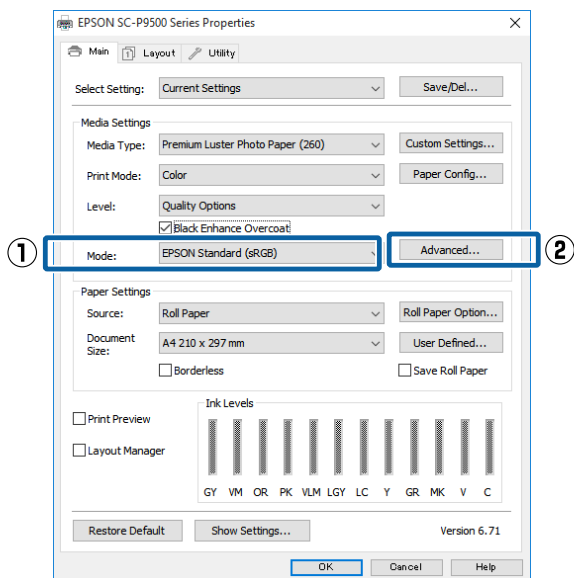 EPSON SC-P9500 Series Properties
Main Layout Utility
Select Setting: Current Settings Save/Del...
Media Settings
Media Type: Premium Luster Photo Paper (260) Custom Settings...
Print Mode: Color Paper Config...
Level: Quality Options
Black Enhance Overcoat
1 Mode: EPSON Standard (sRGB) Advanced... 2
Paper Settings
Source: Roll Paper Roll Paper Option...
Document
Size: A4 210 x 297 mm User Defined...
Borderless Save Roll Paper
Ink Levels
Print Preview
Layout Manager
GY VM OR PK VLM LGY LC Y GR MK V C
Restore Default Show Settings... Version 6.71
OK Cancel Help